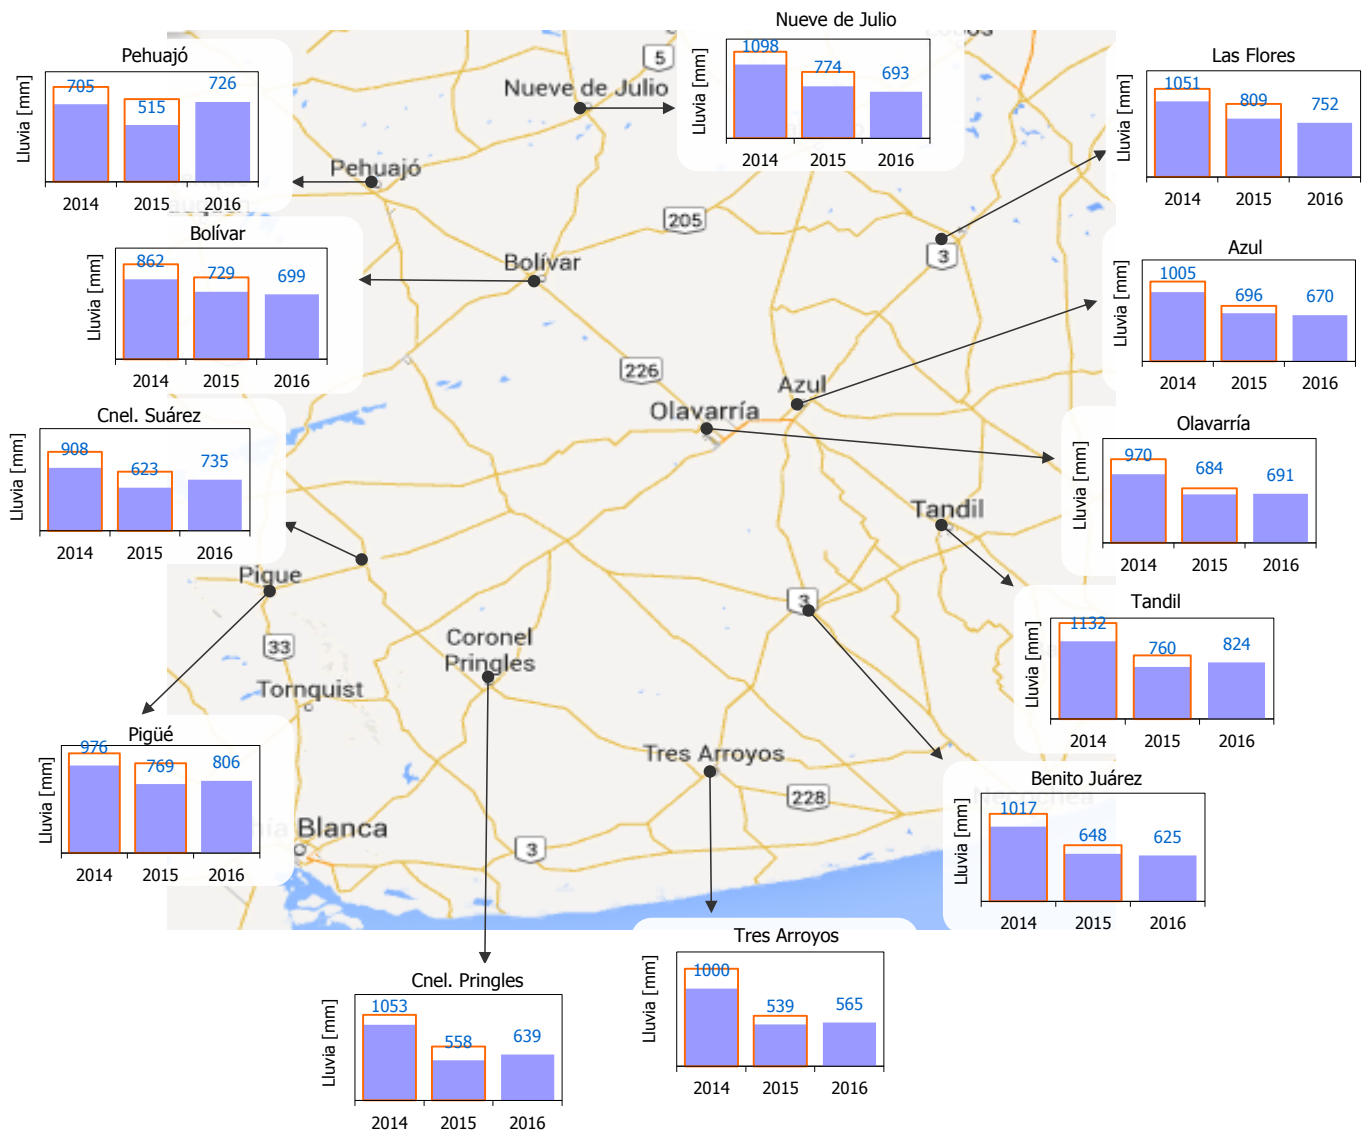 Nueve de Julio
Lluvia [mm]
1098
774
693
2014
2015
2016
Pehuajó
Lluvia [mm]
705
515
726
2014
2015
2016
Las Flores
Lluvia [mm]
1051
809
752
2014
2015
2016
5
Nueve de Julio
Pehuajó
205
3
Bolívar
Lluvia [mm]
862
729
699
2014
2015
2016
Bolívar
Azul
Lluvia [mm]
1005
696
670
2014
2015
2016
226
Azul
Olavarría
Cnel. Suárez
Lluvia [mm]
908
623
735
2014
2015
2016
Olavarría
Lluvia [mm]
970
684
691
2014
2015
2016
Tandil
Pigue
3
33
Coronel
Pringles
Tornquist
Tandil
Lluvia [mm]
1132
760
824
2014
2015
2016
Pigüé
Lluvia [mm]
976
769
806
2014
2015
2016
Tres Arroyos
228
Blanca
3
Benito Juárez
Lluvia [mm]
1017
648
625
2014
2015
2016
Tres Arroyos
Lluvia [mm]
1000
539
565
2014
2015
2016
Cnel. Pringles
Lluvia [mm]
1053
558
639
2014
2015
2016